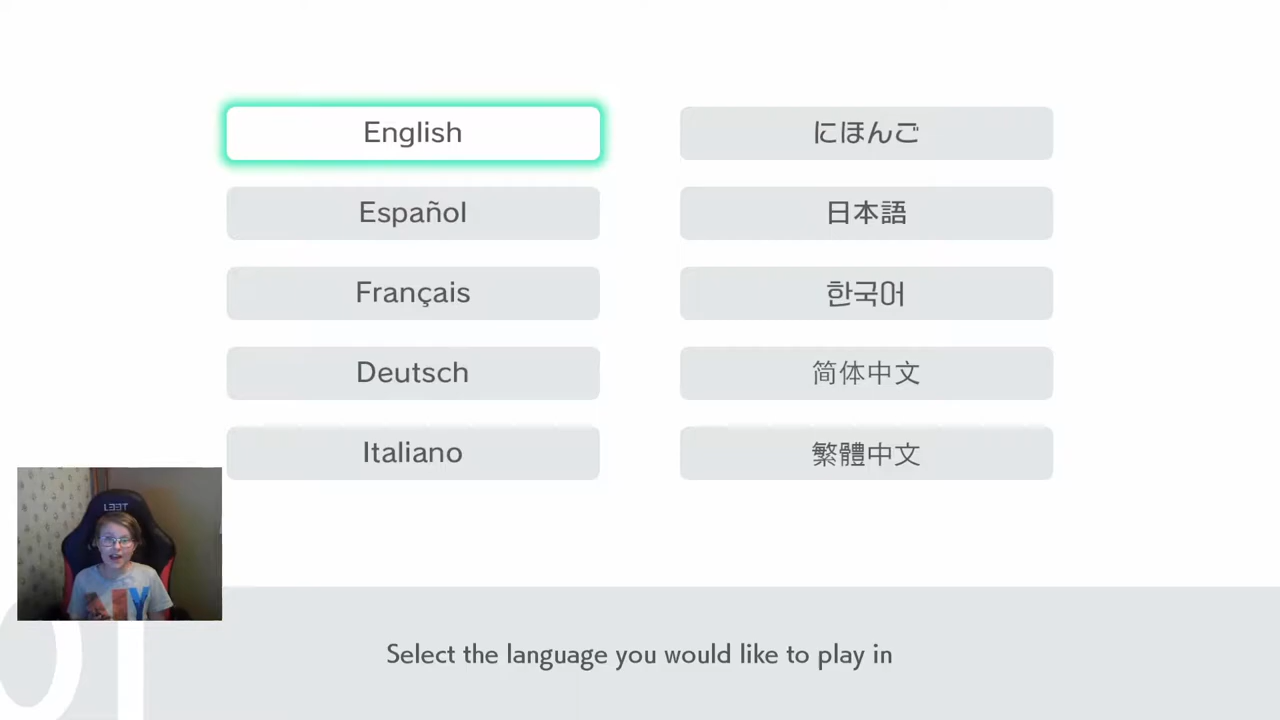 English
Español
Français
Deutsch
Italiano
にほんご
日本語
한국어
简体中文
繁體中文
Select the language you would like to play in